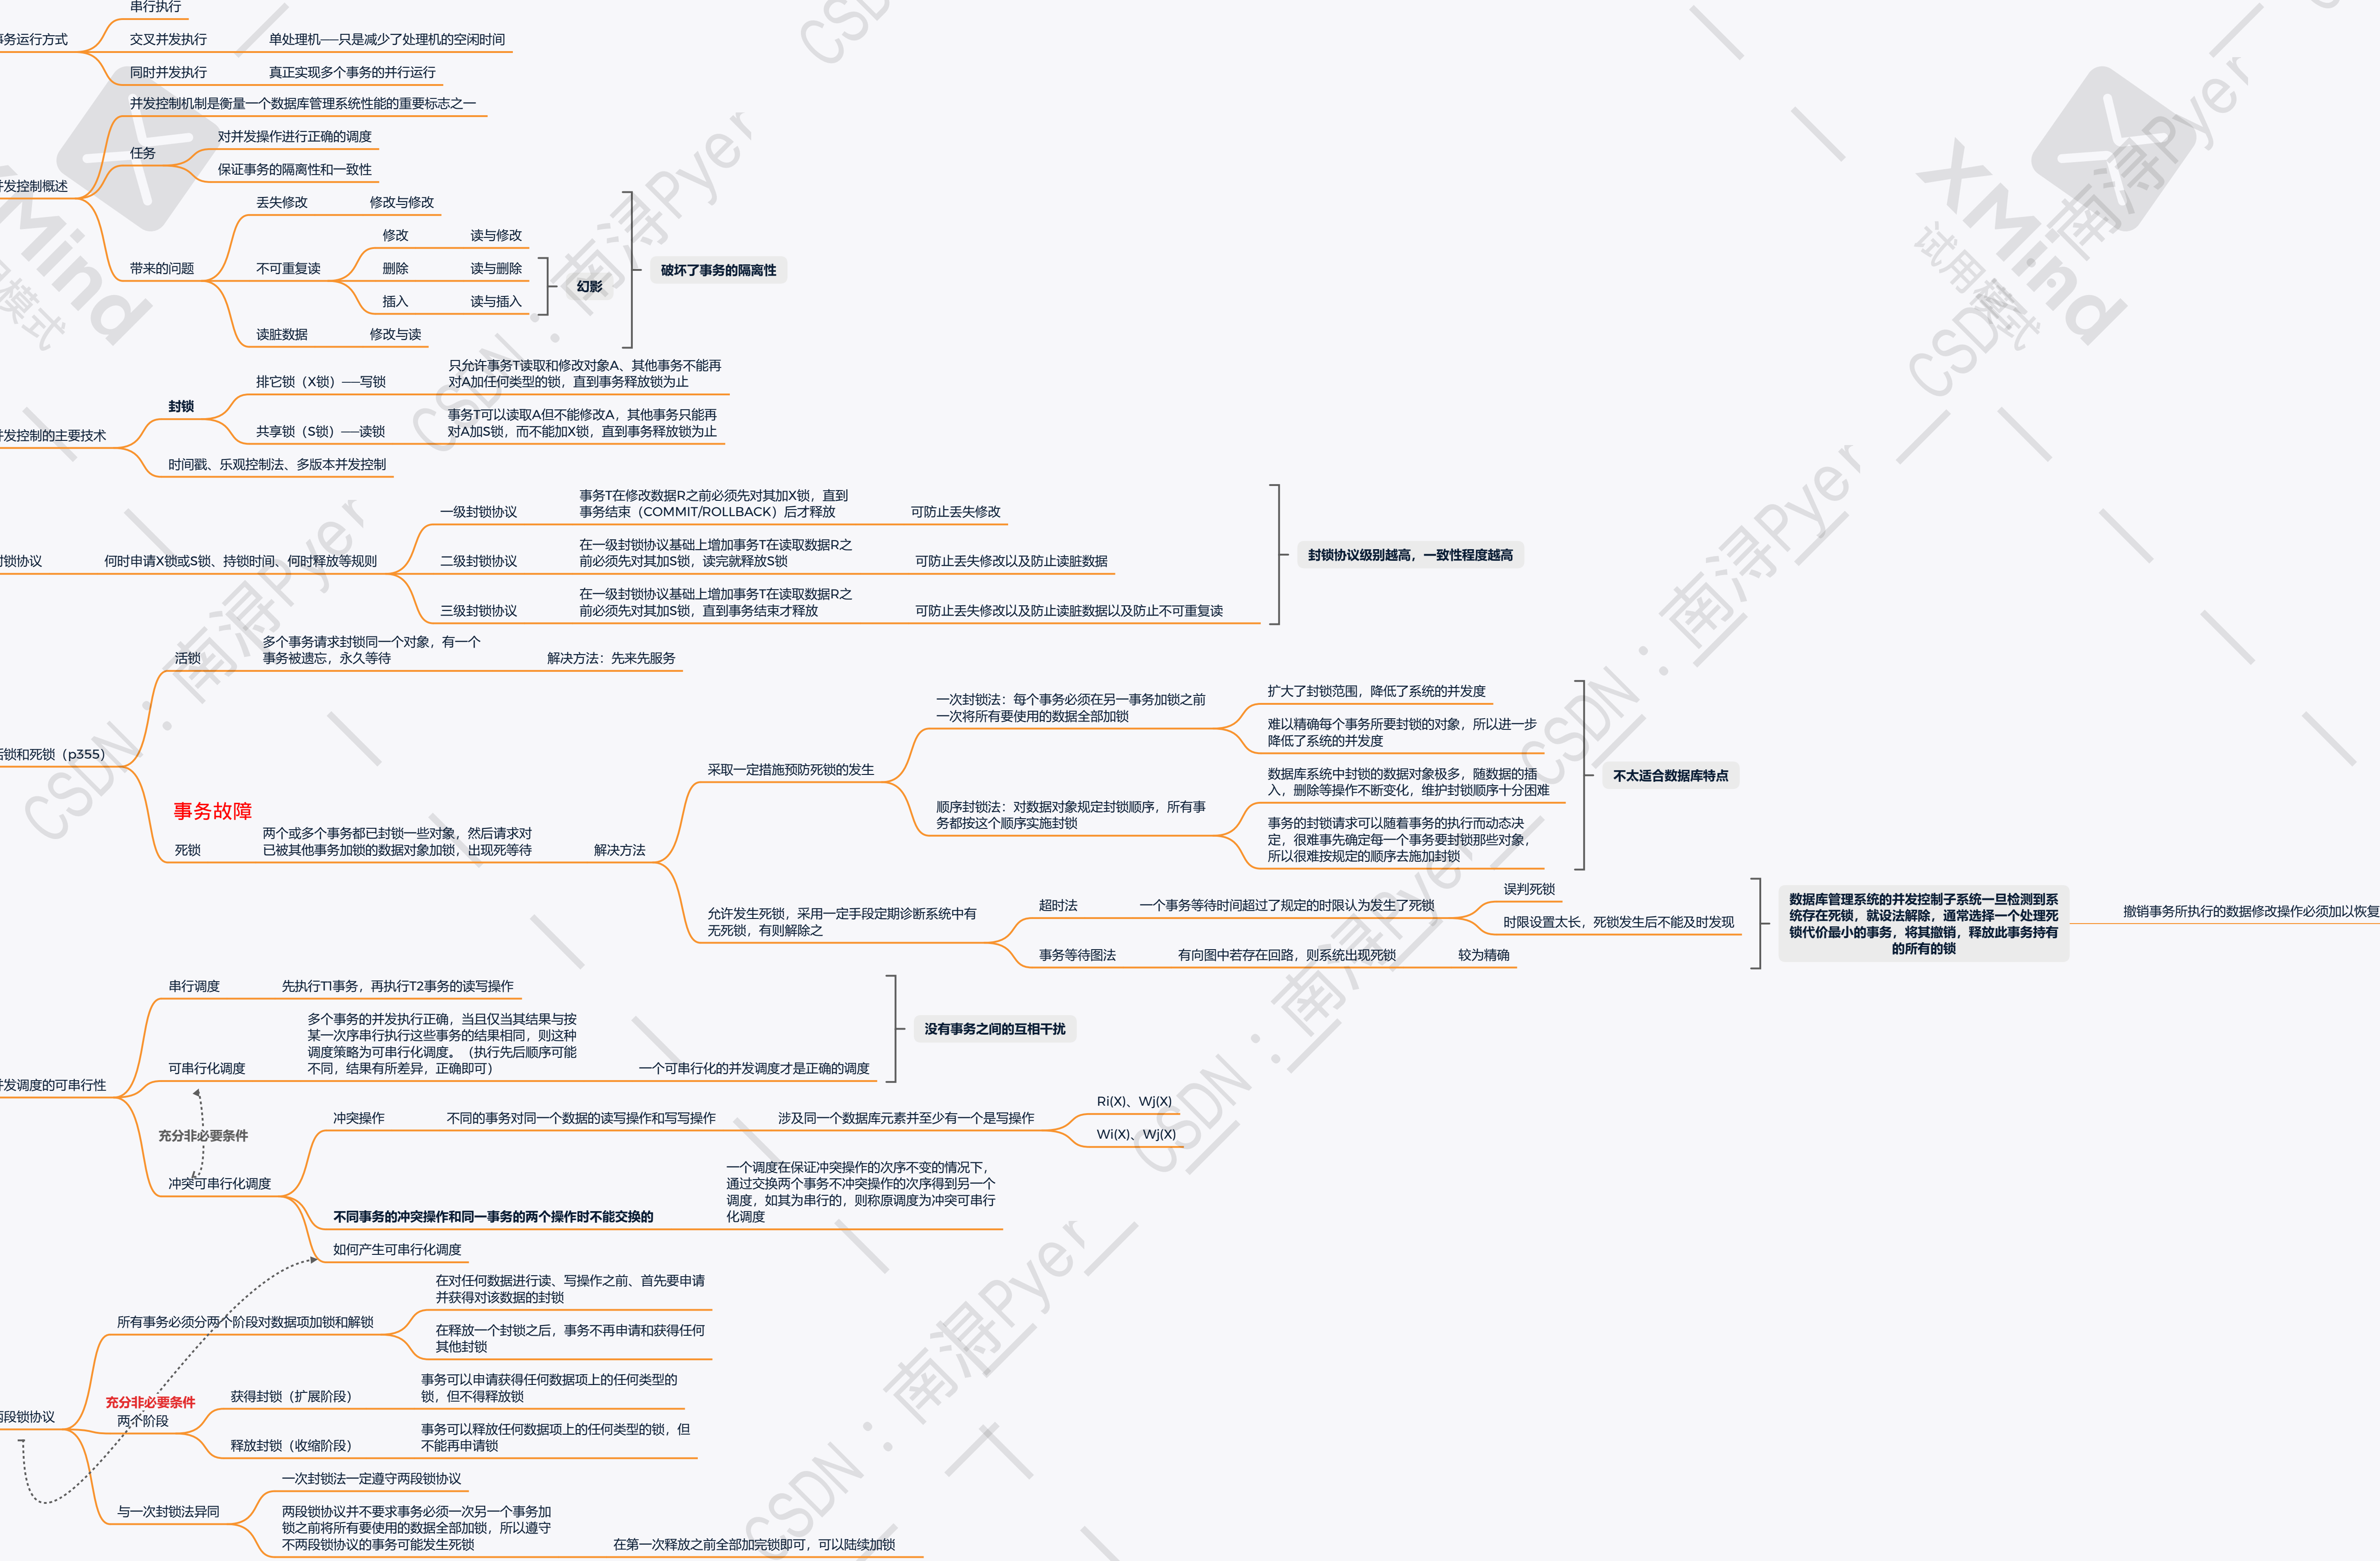 串行执行
事务运行方式
交叉并发执行
单处理机——只是减少了处理机的空闲时间
同时并发执行
真正实现多个事务的并行运行
并发控制机制是衡量一个数据库管理系统性能的重要标志之一
任务
对并发操作进行正确的调度
保证事务的隔离性和一致性
并发控制概述
带来的问题
丢失修改
修改与修改
不可重复读
修改
读与修改
删除
读与删除
插入
读与插入
幻影
读脏数据
修改与读
破坏了事务的隔离性
并发控制的主要技术
封锁
排它锁（X锁）——写锁
只允许事务T读取和修改对象A、其他事务不能再
对A加任何类型的锁，直到事务释放锁为止
共享锁（S锁）——读锁
事务T可以读取A但不能修改A，其他事务只能再
对A加S锁，而不能加X锁，直到事务释放锁为止
时间戳、乐观控制法、多版本并发控制
封锁协议
何时申请X锁或S锁、持锁时间、何时释放等规则
一级封锁协议
事务T在修改数据R之前必须先对其加X锁，直到
事务结束（COMMIT/ROLLBACK）后才释放
可防止丢失修改
二级封锁协议
在一级封锁协议基础上增加事务T在读取数据R之
前必须先对其加S锁，读完就释放S锁
可防止丢失修改以及防止读脏数据
三级封锁协议
在一级封锁协议基础上增加事务T在读取数据R之
前必须先对其加S锁，直到事务结束才释放
可防止丢失修改以及防止读脏数据以及防止不可重复读
封锁协议级别越高，一致性程度越高
活锁和死锁（p355）
活锁
多个事务请求封锁同一个对象，有一个
事务被遗忘，永久等待
解决方法：先来先服务
事务故障
死锁
两个或多个事务都已封锁一些对象，然后请求对
已被其他事务加锁的数据对象加锁，出现死等待
解决方法
采取一定措施预防死锁的发生
一次封锁法：每个事务必须在另一事务加锁之前
一次将所有要使用的数据全部加锁
扩大了封锁范围，降低了系统的并发度
难以精确每个事务所要封锁的对象，所以进一步
降低了系统的并发度
顺序封锁法：对数据对象规定封锁顺序，所有事
务都按这个顺序实施封锁
数据库系统中封锁的数据对象极多，随数据的插
入，删除等操作不断变化，维护封锁顺序十分困难
事务的封锁请求可以随着事务的执行而动态决
定，很难事先确定每一个事务要封锁那些对象，
所以很难按规定的顺序去施加封锁
不太适合数据库特点
允许发生死锁，采用一定手段定期诊断系统中有
无死锁，有则解除之
超时法
一个事务等待时间超过了规定的时限认为发生了死锁
误判死锁
时限设置太长，死锁发生后不能及时发现
事务等待图法
有向图中若存在回路，则系统出现死锁
较为精确
数据库管理系统的并发控制子系统一旦检测到系
统存在死锁，就设法解除，通常选择一个处理死
锁代价最小的事务，将其撤销，释放此事务持有
的所有的锁
撤销事务所执行的数据修改操作必须加以恢复
并发调度的可串行性
串行调度
先执行T1事务，再执行T2事务的读写操作
可串行化调度
多个事务的并发执行正确，当且仅当其结果与按
某一次序串行执行这些事务的结果相同，则这种
调度策略为可串行化调度。（执行先后顺序可能
不同，结果有所差异，正确即可）
一个可串行化的并发调度才是正确的调度
没有事务之间的互相干扰
充分非必要条件
冲突可串行化调度
冲突操作
不同的事务对同一个数据的读写操作和写写操作
涉及同一个数据库元素并至少有一个是写操作
Ri(X)、Wj(X)
Wi(X)、Wj(X)
不同事务的冲突操作和同一事务的两个操作时不能交换的
一个调度在保证冲突操作的次序不变的情况下，
通过交换两个事务不冲突操作的次序得到另一个
调度，如其为串行的，则称原调度为冲突可串行
化调度
如何产生可串行化调度
两段锁协议
所有事务必须分两个阶段对数据项加锁和解锁
在对任何数据进行读、写操作之前、首先要申请
并获得对该数据的封锁
在释放一个封锁之后，事务不再申请和获得任何
其他封锁
充分非必要条件
两个阶段
获得封锁（扩展阶段）
事务可以申请获得任何数据项上的任何类型的
锁，但不得释放锁
释放封锁（收缩阶段）
事务可以释放任何数据项上的任何类型的锁，但
不能再申请锁
与一次封锁法异同
一次封锁法一定遵守两段锁协议
两段锁协议并不要求事务必须一次另一个事务加
锁之前将所有要使用的数据全部加锁，所以遵守
不两段锁协议的事务可能发生死锁
在第一次释放之前全部加完锁即可，可以陆续加锁
XMind
试用模式
XMind
模式
CSDN：南浔Pyer
CSDN：南浔Pyer
CSDN：南浔Pyer
CSDN：南浔Pyer
CSDN：南浔Pyer
CSDN：南浔Pyer